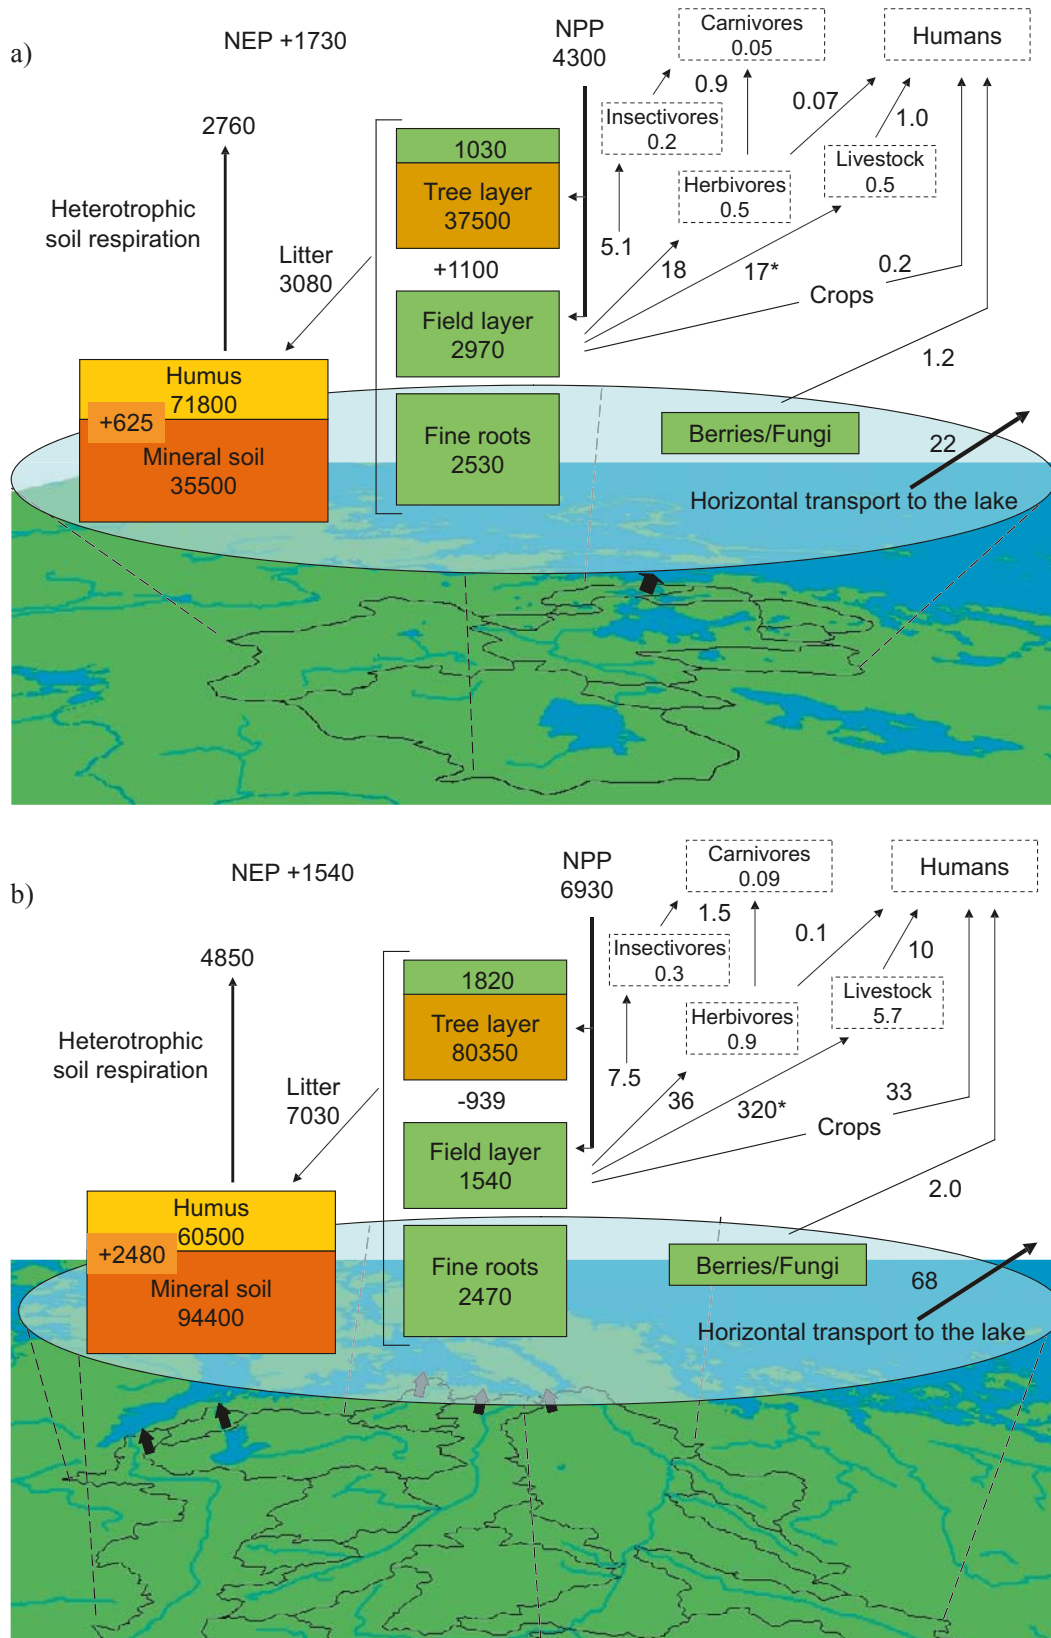 a)
NEP +1730
NPP
4300
Carnivores
0.05
Humans
0.9
0.07
Insectivores
0.2
1.0
2760
1030
Livestock
0.5
Tree layer
37500
Herbivores
0.5
Heterotrophic
soil respiration
5.1
Litter
3080
+1100
18
17*
0.2
Crops
Field layer
2970
1.2
Humus
71800
+625
Fine roots
2530
Berries/Fungi
22
Mineral soil
35500
Horizontal transport to the lake
b)
NEP +1540
NPP
6930
Carnivores
0.09
Humans
1.5
0.1
Insectivores
0.3
10
4850
1820
Livestock
5.7
Tree layer
80350
Herbivores
0.9
Heterotrophic
soil respiration
7.5
Litter
7030
-939
36
320*
33
Crops
Field layer
1540
2.0
Humus
60500
+2480
Fine roots
2470
Berries/Fungi
68
Mineral soil
94400
Horizontal transport to the lake